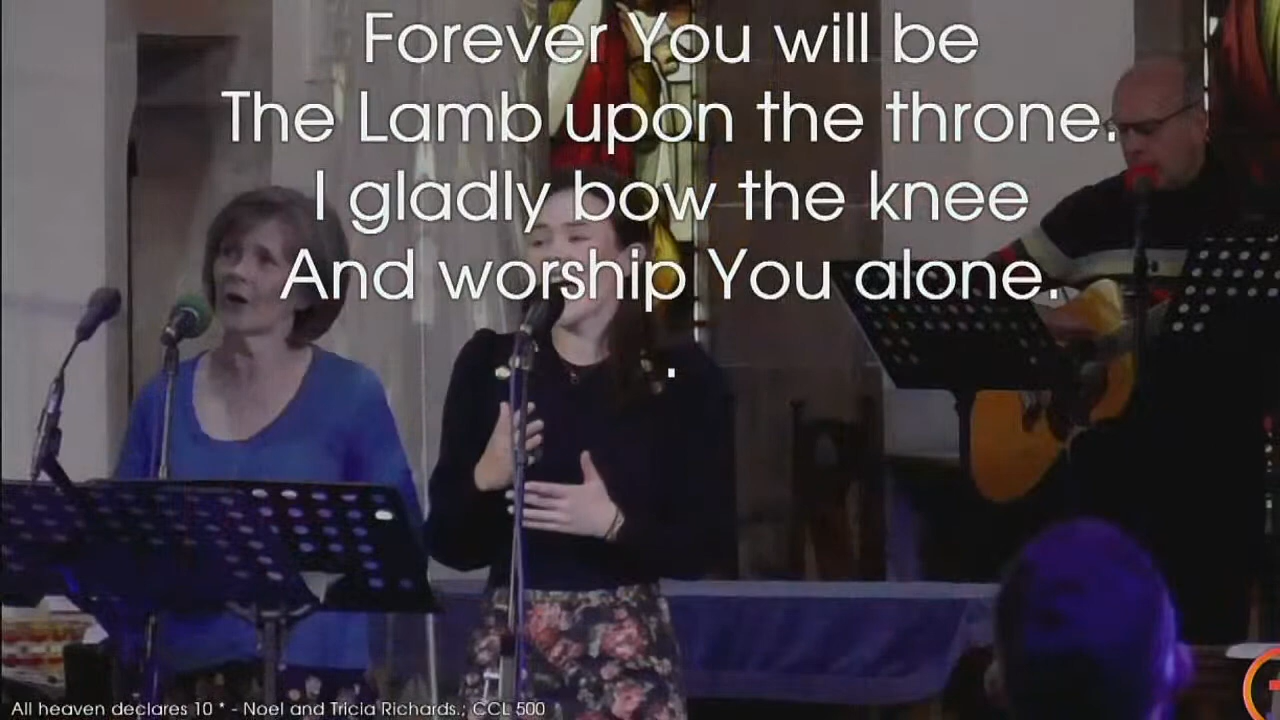 Forever You will be
The Lamb upon the throne.
I gladly bow the knee
And worship You alone.
.
All heaven declares 10 * - Noel and Tricia Richards.; CCL 500